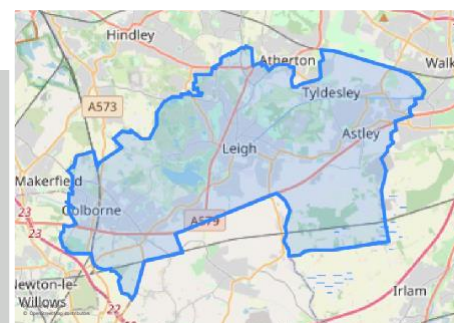 Hindley
Atherton
Walk
Tyldesley
A573
Astley
Leigh
Makerfield
Golborne
23
A579
23
Newton-le-
Willows
22
Irlam